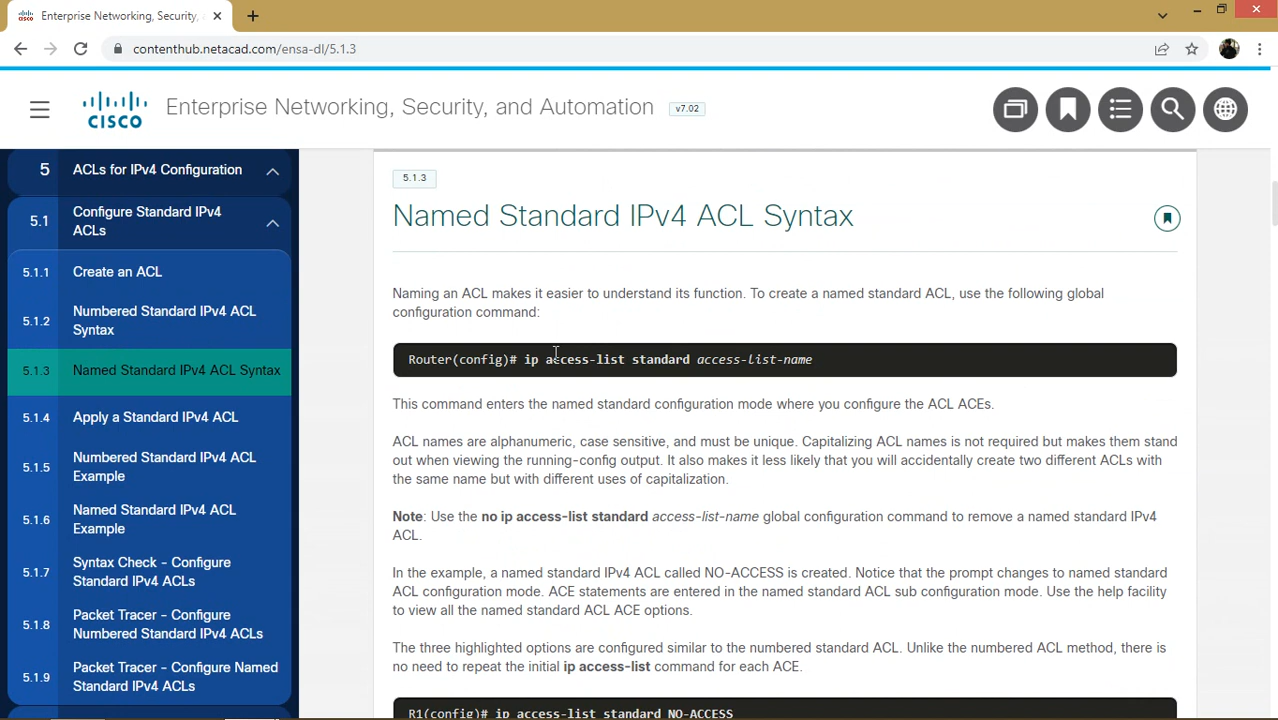 Enterprise Networking, Security,
contenthub.netacad.com/ensa-dl/5.1.3
CISCO
Enterprise Networking, Security, and Automation
v7.02
5
ACLs for IPv4 Configuration
5.1
Configure Standard IPv4
ACLs
5.1.1
Create an ACL
5.1.2
Numbered Standard IPv4 ACL
Syntax
5.1.3
Named Standard IPv4 ACL Syntax
5.1.4
Apply a Standard IPv4 ACL
5.1.5
Numbered Standard IPv4 ACL
Example
5.1.6
Named Standard IPv4 ACL
Example
5.1.7
Syntax Check - Configure
Standard IPv4 ACLs
5.1.8
Packet Tracer - Configure
Numbered Standard IPv4 ACLs
5.1.9
Packet Tracer - Configure Named
Standard IPv4 ACLs
5.1.3
Named Standard IPv4 ACL Syntax
Naming an ACL makes it easier to understand its function. To create a named standard ACL, use the following global
configuration command:
Router(config)# ip access-list standard access-list-name
This command enters the named standard configuration mode where you configure the ACL ACEs.
ACL names are alphanumeric, case sensitive, and must be unique. Capitalizing ACL names is not required but makes them stand
out when viewing the running-config output. It also makes it less likely that you will accidentally create two different ACLs with
the same name but with different uses of capitalization.
Note: Use the no ip access-list standard access-list-name global configuration command to remove a named standard IPv4
ACL.
In the example, a named standard IPv4 ACL called NO-ACCESS is created. Notice that the prompt changes to named standard
ACL configuration mode. ACE statements are entered in the named standard ACL sub configuration mode. Use the help facility
to view all the named standard ACL ACE options.
The three highlighted options are configured similar to the numbered standard ACL. Unlike the numbered ACL method, there is
no need to repeat the initial ip access-list command for each ACE.
R1(config)# ip access-list standard NO-ACCESS